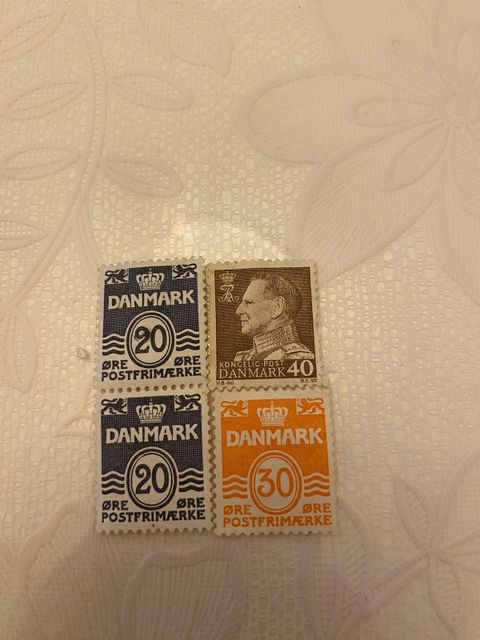 DANMARK
20
ØRE ØRE
POSTFRIMÆRKE
KONGELIG·POST
DANMARK 40
DANMARK
20
ØRE ØRE
POSTFRIMÆRKE
DANMARK
30
ØRE ØRE
POSTFRIMÆRKE